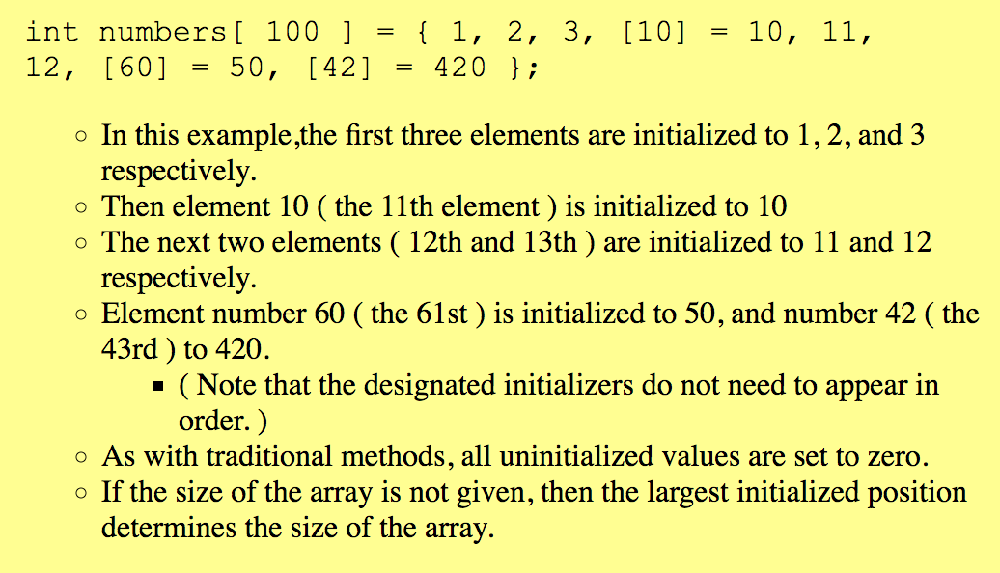 int numbers[ 100 ] = { 1, 2, 3, [10] = 10, 11,
12, [60] = 50, [42] = 420 };
○ In this example,the first three elements are initialized to 1, 2, and 3
respectively.
○ Then element 10 ( the 11th element ) is initialized to 10
○ The next two elements ( 12th and 13th ) are initialized to 11 and 12
respectively.
○ Element number 60 ( the 61st ) is initialized to 50, and number 42 ( the
43rd ) to 420.
▪ ( Note that the designated initializers do not need to appear in
order. )
○ As with traditional methods, all uninitialized values are set to zero.
○ If the size of the array is not given, then the largest initialized position
determines the size of the array.